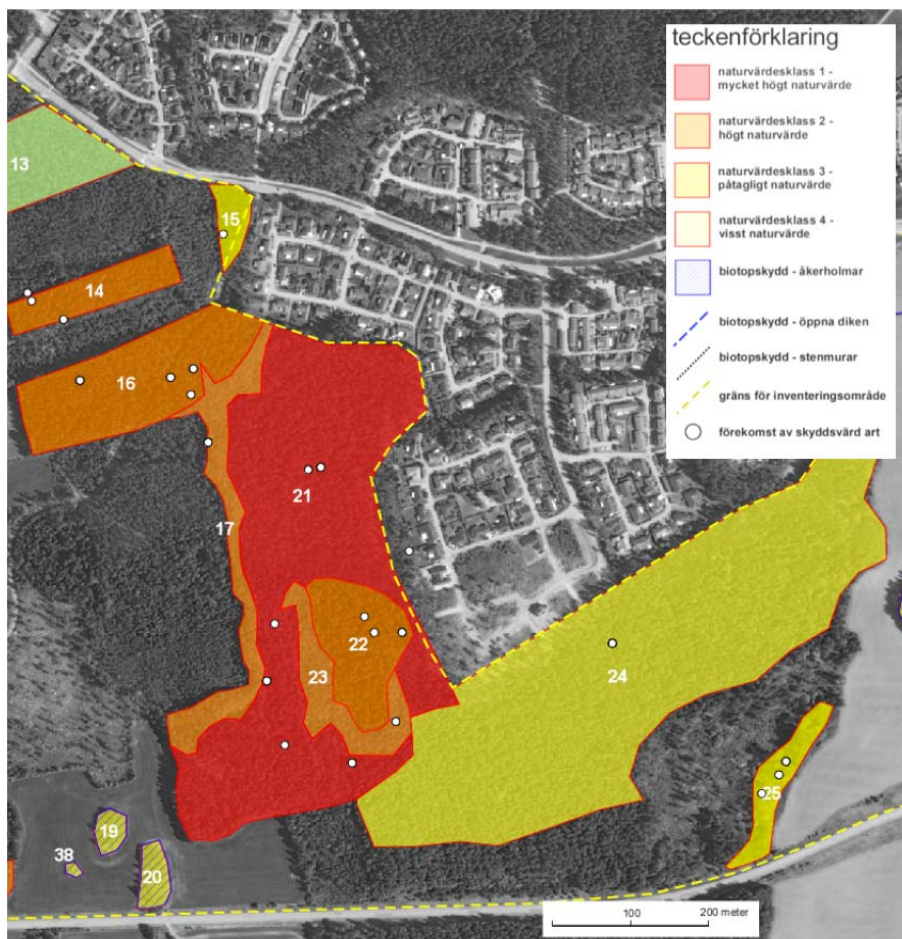 teckenförklaring
naturvärdesklass 1 -
mycket högt naturvärde
naturvärdesklass 2 -
högt naturvärde
naturvärdesklass 3 -
påtagligt naturvärde
naturvärdesklass 4 -
visst naturvärde
biotopskydd - åkerholmar
biotopskydd - öppna diken
biotopskydd - stenmurar
gräns för inventeringsområde
förekomst av skyddsvärd art
13
15
14
16
21
17
22
23
24
25
19
38
20
100
200 meter